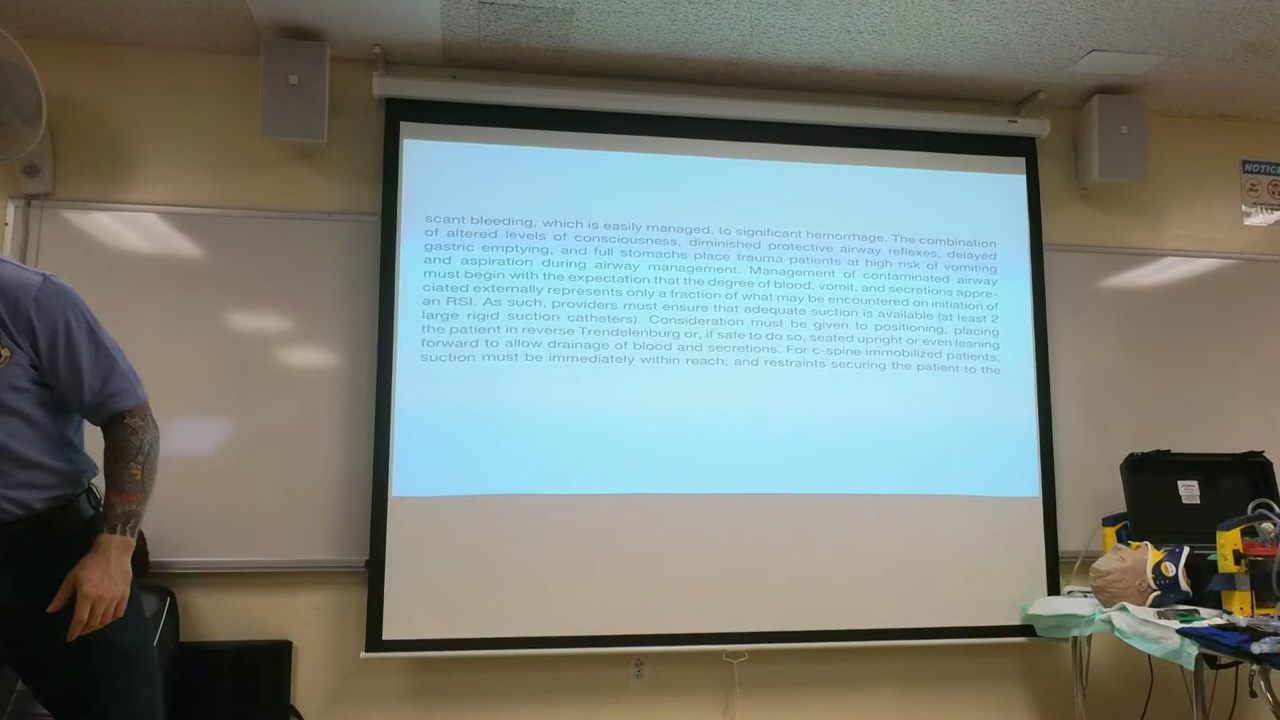 NOTICE
scant bleeding, which is easily managed, to significant hemorrhage. The combination
of altered levels of consciousness, diminished protective airway reflexes, delayed
gastric emptying, and full stomachs place trauma patients at high risk of vomiting
and aspiration during airway management. Management of contaminated airway
must begin with the expectation that the degree of blood, vomit, and secretions appre-
ciated externally represents only a fraction of what may be encountered on initiation of
an RSI. As such, providers must ensure that adequate suction is available (at least 2
large rigid suction catheters). Consideration must be given to positioning, placing
the patient in reverse Trendelenburg or, if safe to do so, seated upright or even leaning
forward to allow drainage of blood and secretions. For c-spine immobilized patients,
suction must be immediately within reach, and restraints securing the patient to the